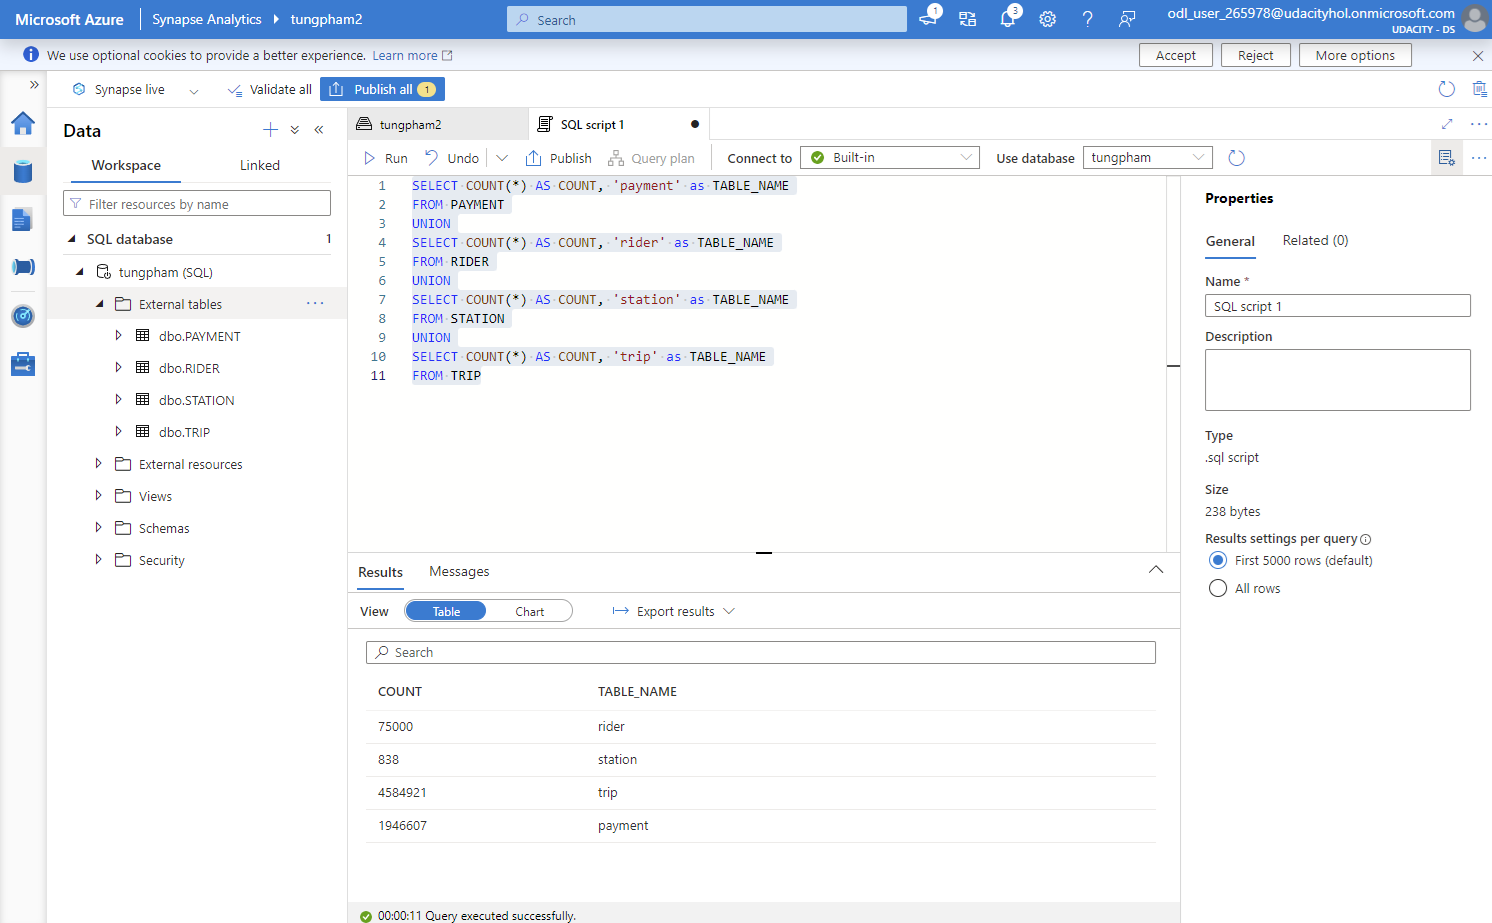 Microsoft Azure
Synapse Analytics
tungpham2
Search
1
3
odl_user_265978@udacityhol.onmicrosoft.com
UDACITY - DS
We use optional cookies to provide a better experience. Learn more
Accept
Reject
More options
Synapse live
Validate all
Publish all
1
Data
Workspace
Linked
Filter resources by name
SQL database
1
tungpham (SQL)
External tables
dbo.PAYMENT
dbo.RIDER
dbo.STATION
dbo.TRIP
External resources
Views
Schemas
Security
tungpham2
SQL script 1
Run
Undo
Publish
Query plan
Connect to
Built-in
Use database
tungpham
1 SELECT COUNT(*) AS COUNT, 'payment' as TABLE_NAME
2 FROM PAYMENT
3 UNION
4 SELECT COUNT(*) AS COUNT, 'rider' as TABLE_NAME
5 FROM RIDER
6 UNION
7 SELECT COUNT(*) AS COUNT, 'station' as TABLE_NAME
8 FROM STATION
9 UNION
10 SELECT COUNT(*) AS COUNT, 'trip' as TABLE_NAME
11 FROM TRIP
Results
Messages
View
Table
Chart
Export results
Search
COUNT TABLE_NAME
75000 rider
838 station
4584921 trip
1946607 payment
00:00:11 Query executed successfully.
Properties
General
Related (0)
Name *
SQL script 1
Description
Type
.sql script
Size
238 bytes
Results settings per query
First 5000 rows (default)
All rows